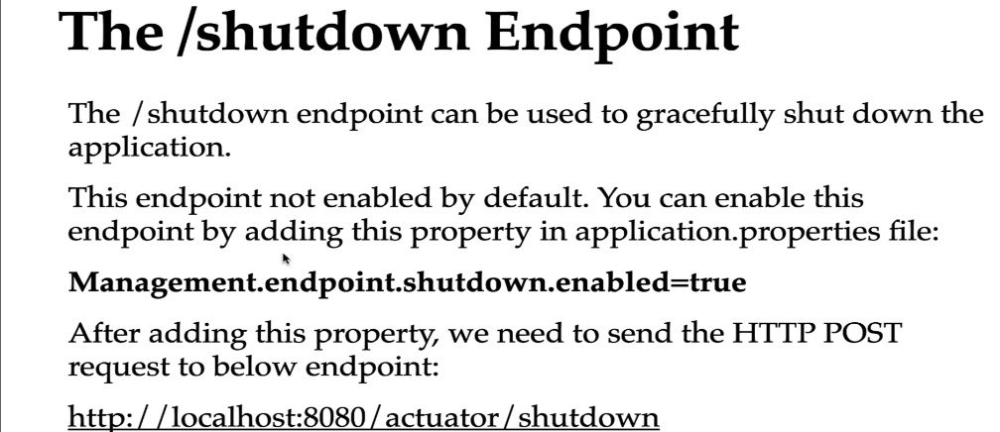 The /shutdown Endpoint
The /shutdown endpoint can be used to gracefully shut down the
application.
This endpoint not enabled by default. You can enable this
endpoint by adding this property in application.properties file:
Management.endpoint.shutdown.enabled=true
After adding this property, we need to send the HTTP POST
request to below endpoint:
http://localhost:8080/actuator/shutdown